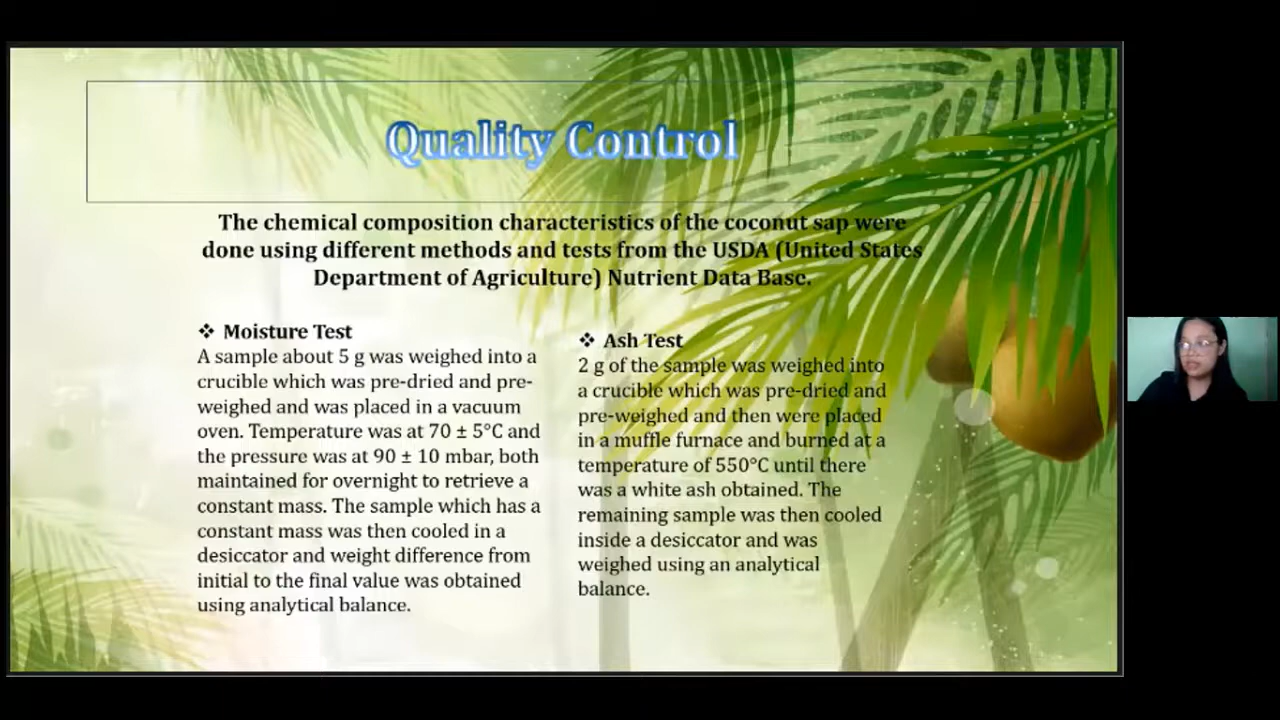 Quality Control
The chemical composition characteristics of the coconut sap were
done using different methods and tests from the USDA (United States
Department of Agriculture) Nutrient Data Base.
❖ Moisture Test
A sample about 5 g was weighed into a
crucible which was pre-dried and pre-
weighed and was placed in a vacuum
oven. Temperature was at 70 ± 5°C and
the pressure was at 90 ± 10 mbar, both
maintained for overnight to retrieve a
constant mass. The sample which has a
constant mass was then cooled in a
desiccator and weight difference from
initial to the final value was obtained
using analytical balance.
❖ Ash Test
2 g of the sample was weighed into
a crucible which was pre-dried and
pre-weighed and then were placed
in a muffle furnace and burned at a
temperature of 550°C until there
was a white ash obtained. The
remaining sample was then cooled
inside a desiccator and was
weighed using an analytical
balance.